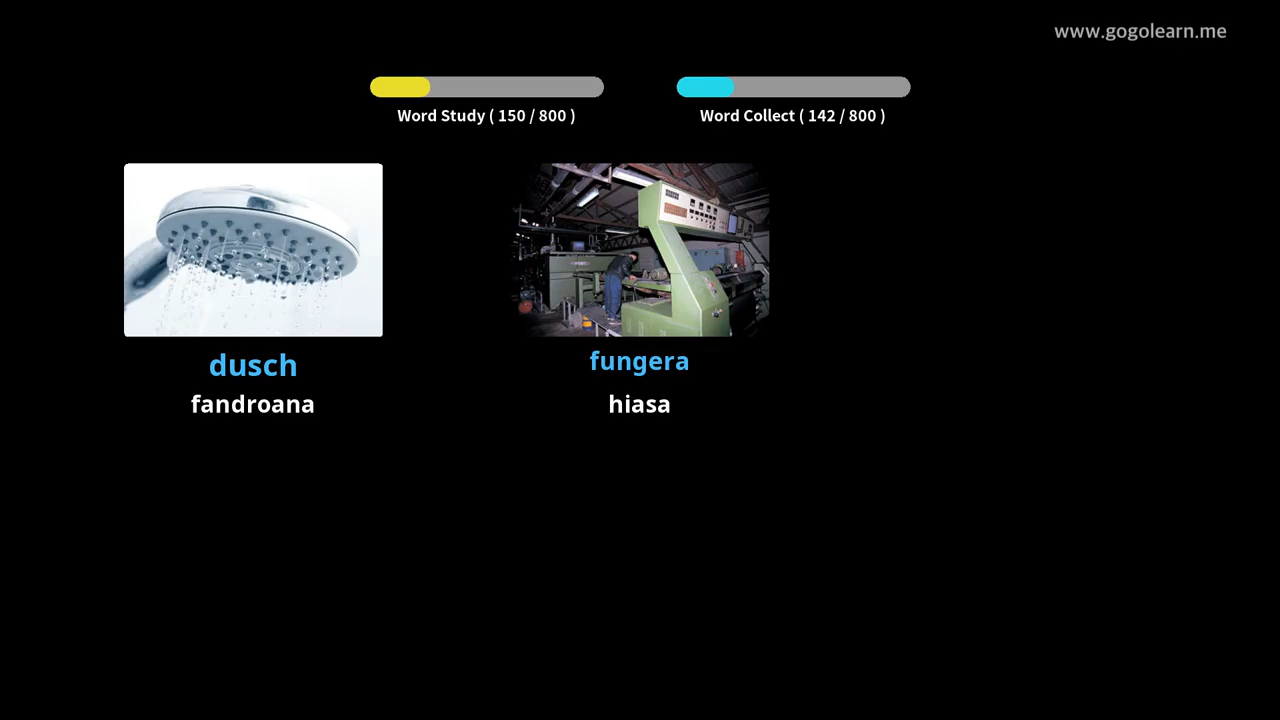 www.gogolearn.me
Word Study ( 150 / 800 )
Word Collect ( 142 / 800 )
dusch
fandroana
fungera
hiasa